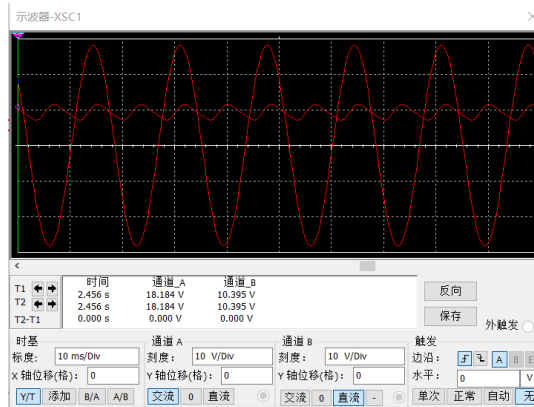 示波器-XSC1
时间 通道_A 通道_B
T1 2.456 s 18.184 V 10.395 V
T2 2.456 s 18.184 V 10.395 V
T2-T1 0.000 s 0.000 V 0.000 V
反向
保存
外触发
时基 通道 A 通道 B 触发
标度: 10 ms/Div 刻度: 10 V/Div 刻度: 10 V/Div 边沿: A B
X 轴位移(格): 0 Y 轴位移(格): 0 Y 轴位移(格): 0 水平: 0 V
Y/T 添加 B/A A/B 交流 0 直流 交流 0 直流 - 单次 正常 自动 无